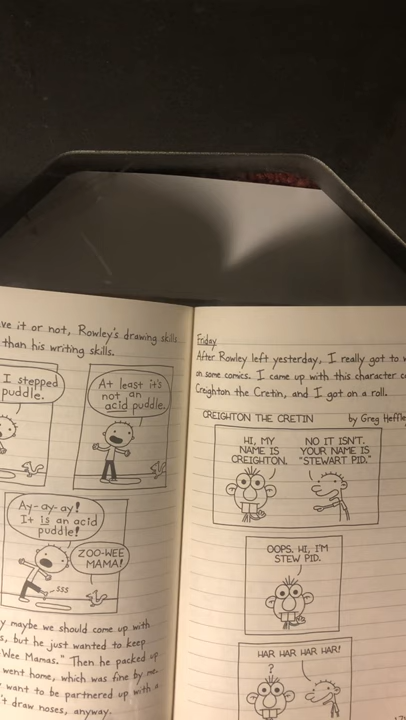 ve it or not, Rowley's drawing skills
than his writing skills.
I stepped
puddle.
At least it's
not an
acid puddle.
Ay-ay-ay!
It is an acid
puddle!
ZOO-WEE
MAMA!
sss
y maybe we should come up with
s, but he just wanted to keep
Wee Mamas." Then he packed up
went home, which was fine by me.
want to be partnered up with a
't draw noses, anyway.
Friday
After Rowley left yesterday, I really got to w
on some comics. I came up with this character c
Creighton the Cretin, and I got on a roll.
CREIGHTON THE CRETIN
by Greg Heffle
HI, MY
NAME IS
CREIGHTON.
NO IT ISN'T.
YOUR NAME IS
"STEWART PID."
OOPS. HI, I'M
STEW PID.
HAR HAR HAR HAR!
?